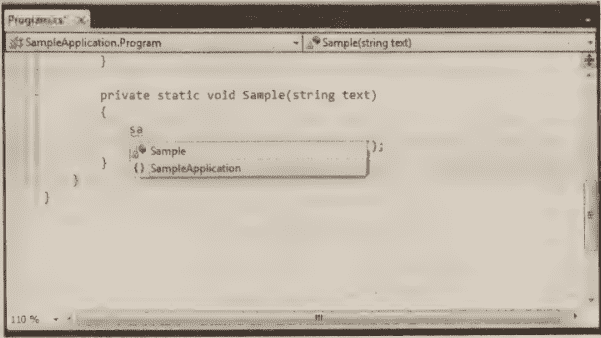 Program.cs*
SampleApplication.Program
Sample(string text)
}
private static void Sample(string text)
{
sa
Sample
);
{} SampleApplication
}
}
}
110 %